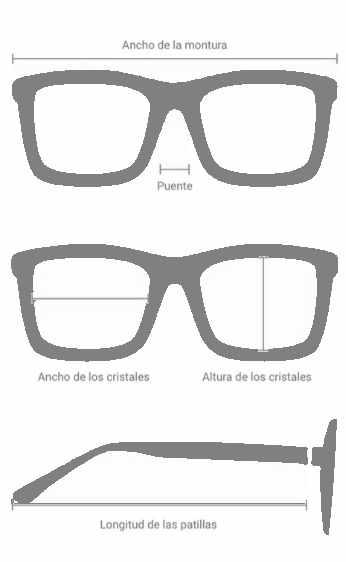 Ancho de la montura
Puente
Ancho de los cristales
Altura de los cristales
Longitud de las patillas